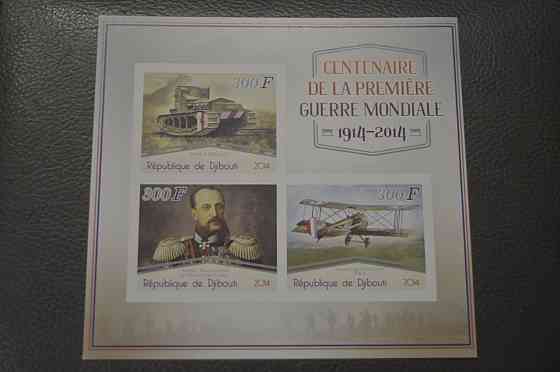 CENTENAIRE
DE LA PREMIÈRE
GUERRE MONDIALE
1914-2014
300 F
République de Djibouti 2014
300 F
République de Djibouti 2014
300 F
République de Djibouti 2014